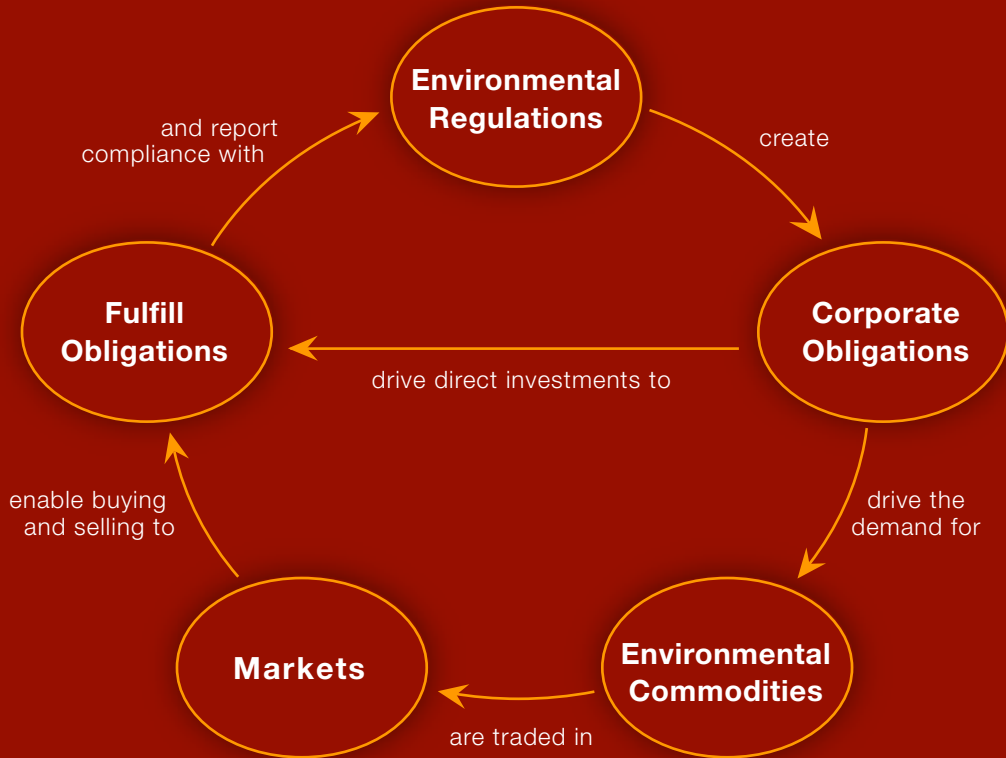 Environmental
Regulations
and report
compliance with
create
Fulfill
Obligations
Corporate
Obligations
drive direct investments to
enable buying
and selling to
drive the
demand for
Markets
Environmental
Commodities
are traded in